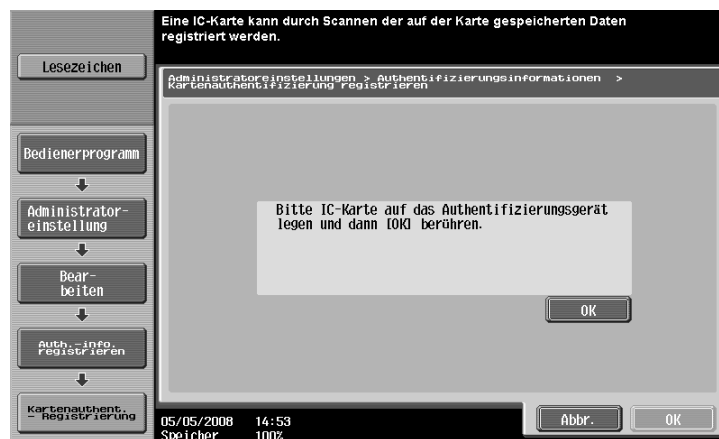 Eine IC-Karte kann durch Scannen der auf der Karte gespeicherten Daten
registriert werden.
Lesezeichen
Administratoreinstellungen > Authentifizierungsinformationen >
Kartenauthentifizierung registrieren
Bedienerprogramm
Administrator-
einstellung
Bear-
beiten
Auth.-info.
registrieren
Kartenauthent.
- Registrierung
Bitte IC-Karte auf das Authentifizierungsgerät
legen und dann [OK] berühren.
OK
05/05/2008 14:53
Speicher 100%
Abbr.
OK